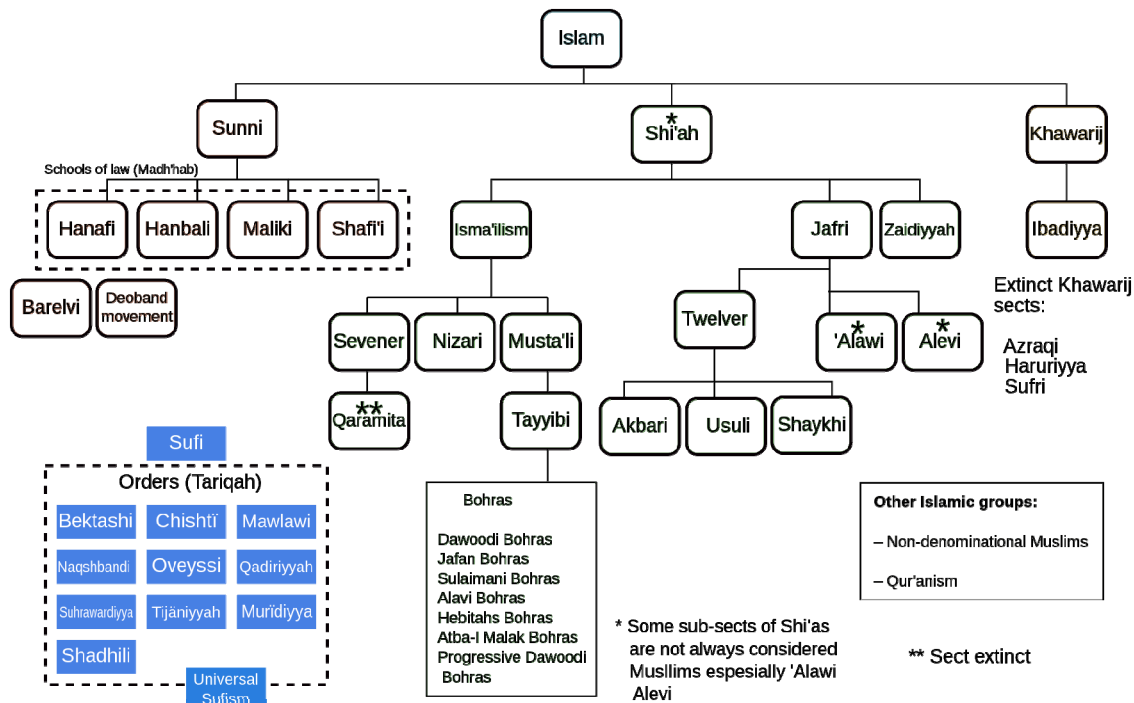 Islam
Sunni
*
Shi'ah
Khawarij
Schools of law (Madh'hab)
Hanafi
Hanbali
Maliki
Shafi'i
Isma'ilism
Jafri
Zaidiyyah
Ibadiyya
Barelvi
Deoband
movement
Extinct Khawarij
sects:
Azraqi
Haruriyya
Sufri
Sevener
Nizari
Musta'li
Twelver
*
'Alawi
*
Alevi
**
Qaramita
Tayyibi
Akbari
Usuli
Shaykhi
Sufi
Orders (Tariqah)
Bektashi
Chishtï
Mawlawi
Naqshbandi
Oveyssi
Qadiriyyah
Suhrawardiyya
Tijäniyyah
Murïdiyya
Shadhili
Universal
Sufism
Bohras
Dawoodi Bohras
Jafan Bohras
Sulaimani Bohras
Alavi Bohras
Hebitahs Bohras
Atba-I Malak Bohras
Progressive Dawoodi
Bohras
* Some sub-sects of Shi'as
are not always considered
Musllims espesially 'Alawi
Alevi
Other Islamic groups:
– Non-denominational Muslims
– Qur'anism
** Sect extinct